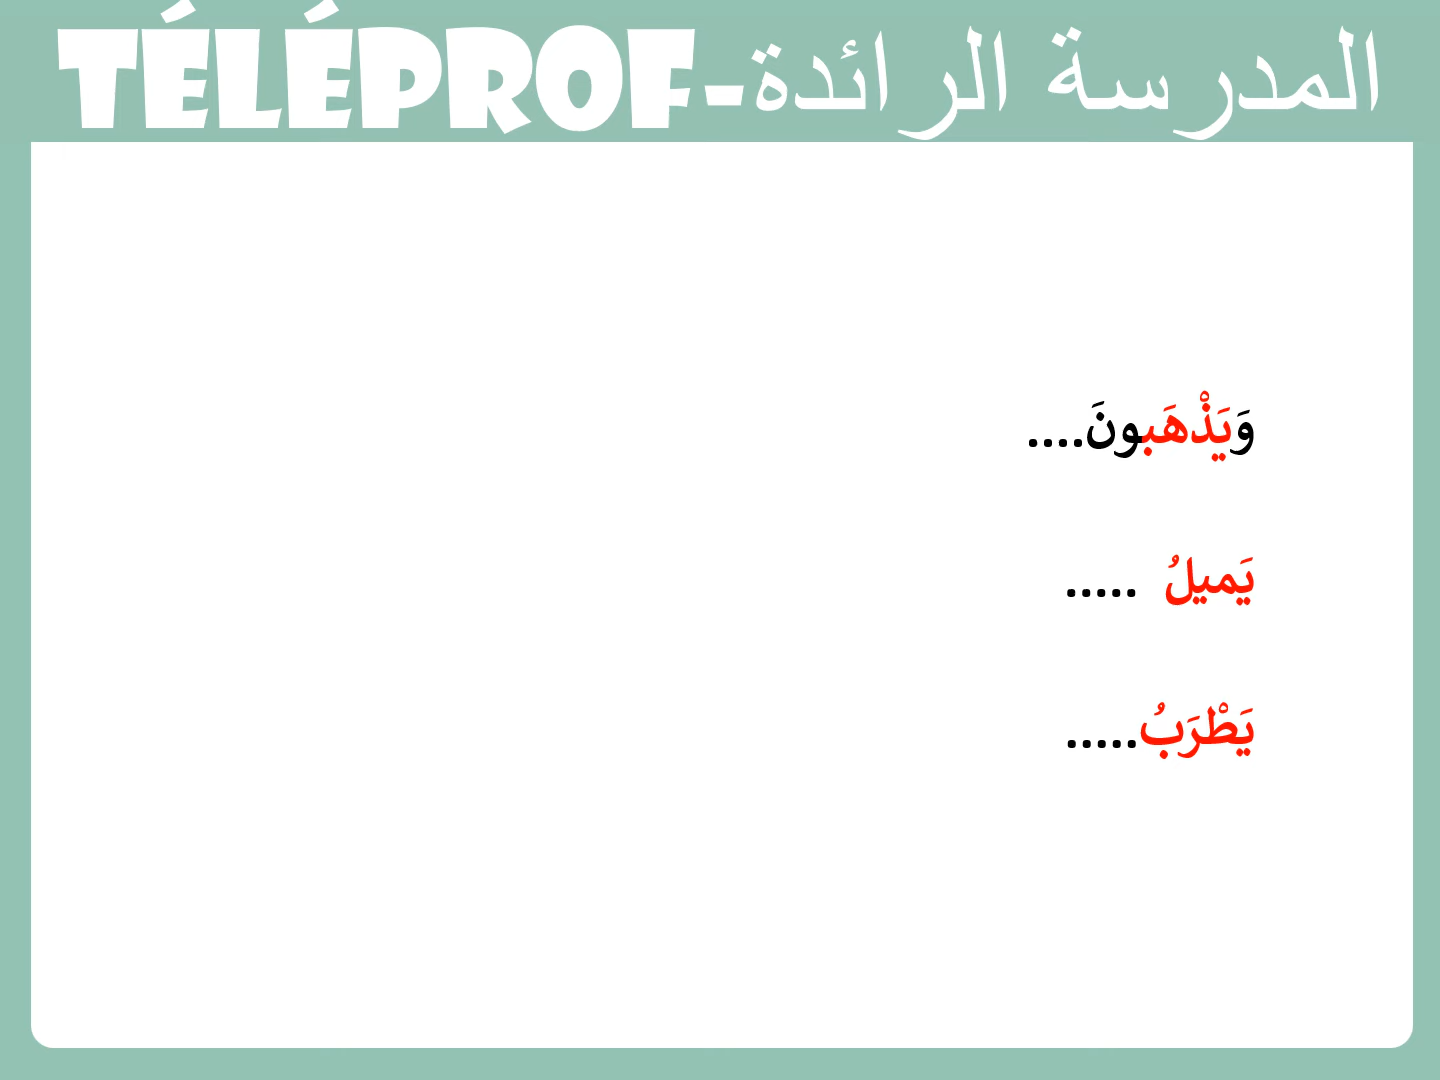 TÉLÉPROF-المدرسة الرائدة
وَيَذْهَبونَ....
يَميلُ .....
يَطْرَبُ.....